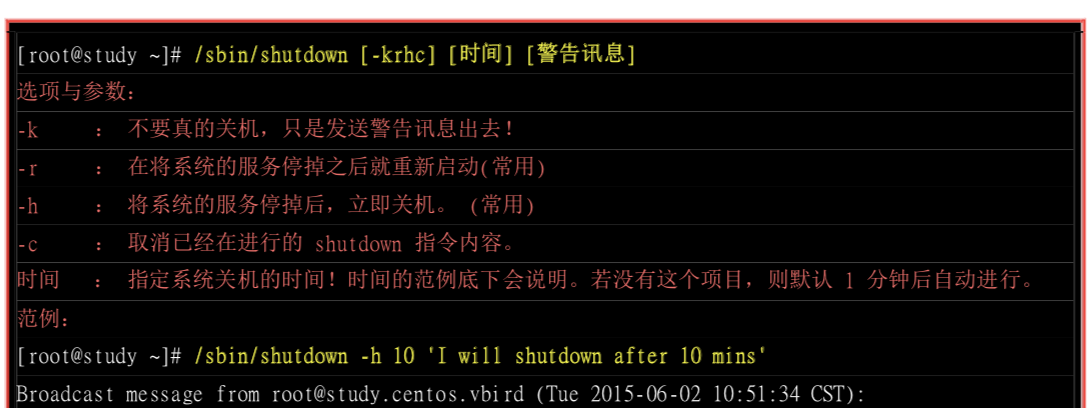 [root@study ~]# /sbin/shutdown [-krhc] [时间] [警告讯息]
选项与参数：
-k ： 不要真的关机，只是发送警告讯息出去！
-r ： 在将系统的服务停掉之后就重新启动(常用)
-h ： 将系统的服务停掉后，立即关机。 (常用)
-c ： 取消已经在进行的 shutdown 指令内容。
时间 ： 指定系统关机的时间！时间的范例底下会说明。若没有这个项目，则默认 1 分钟后自动进行。
范例：
[root@study ~]# /sbin/shutdown -h 10 'I will shutdown after 10 mins'
Broadcast message from root@study.centos.vbird (Tue 2015-06-02 10:51:34 CST):